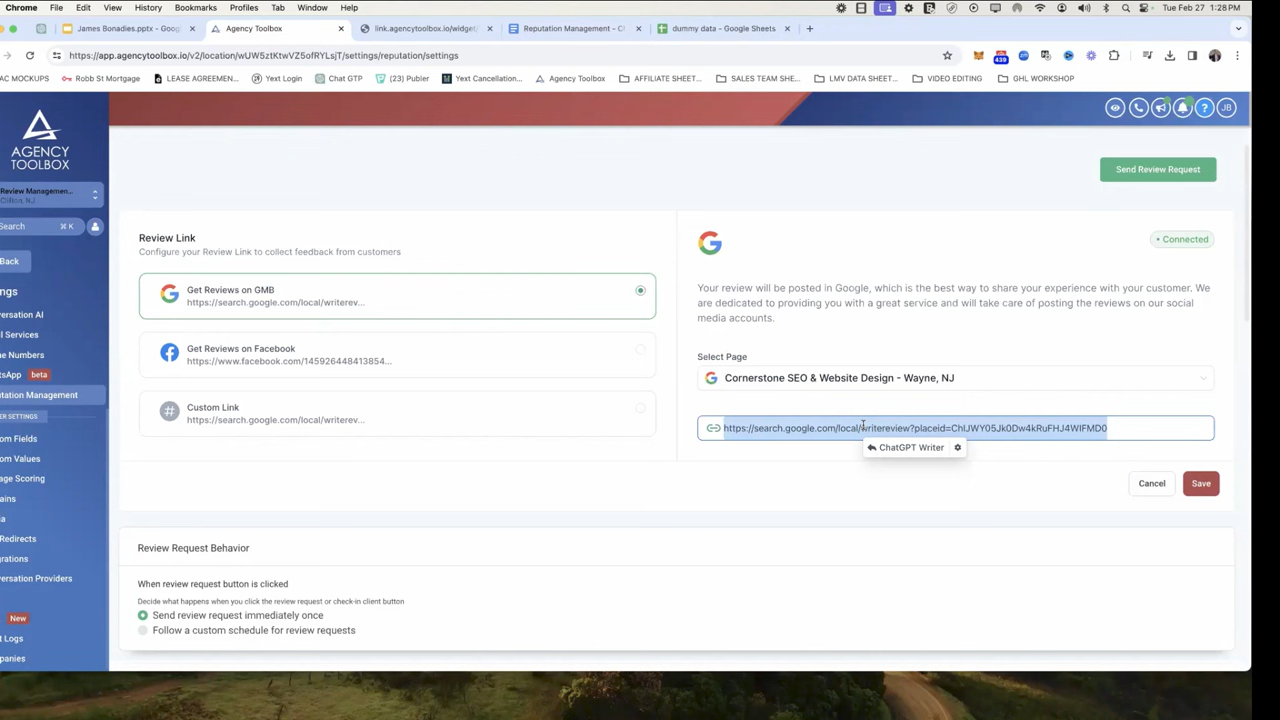 Chrome File Edit View History Bookmarks Profiles Tab Window Help Tue Feb 27 1:28 PM
James Bonadies.pptx - Googl Agency Toolbox link.agencytoolbox.io/widget/ Reputation Management - Cl dummy data - Google Sheets
https://app.agencytoolbox.io/v2/location/wUW5ztKtwVZ5ofRYLsjT/settings/reputation/settings
439
AC MOCKUPS Robb St Mortgage LEASE AGREEMEN... Yext Login Chat GTP (23) Publer Yext Cancellation... Agency Toolbox AFFILIATE SHEET... SALES TEAM SHE... LMV DATA SHEET... VIDEO EDITING GHL WORKSHOP
JB
AGENCY
TOOLBOX
Send Review Request
Review Managemen...
Clifton, NJ
Search ⌘ K
Back
ngs
versation AI
il Services
ne Numbers
tsApp beta
utation Management
ER SETTINGS
om Fields
om Values
age Scoring
ains
ia
Redirects
grations
versation Providers
New
t Logs
panies
Review Link
Configure your Review Link to collect feedback from customers
Get Reviews on GMB
https://search.google.com/local/writerev...
Get Reviews on Facebook
https://www.facebook.com/145926448413854...
Custom Link
https://search.google.com/local/writerev...
Connected
Your review will be posted in Google, which is the best way to share your experience with your customer. We
are dedicated to providing you with a great service and will take care of posting the reviews on our social
media accounts.
Select Page
Cornerstone SEO & Website Design - Wayne, NJ
https://search.google.com/local/writereview?placeid=ChIJWY05Jk0Dw4kRuFHJ4WIFMD0
ChatGPT Writer
Cancel Save
Review Request Behavior
When review request button is clicked
Decide what happens when you click the review request or check-in client button
Send review request immediately once
Follow a custom schedule for review requests